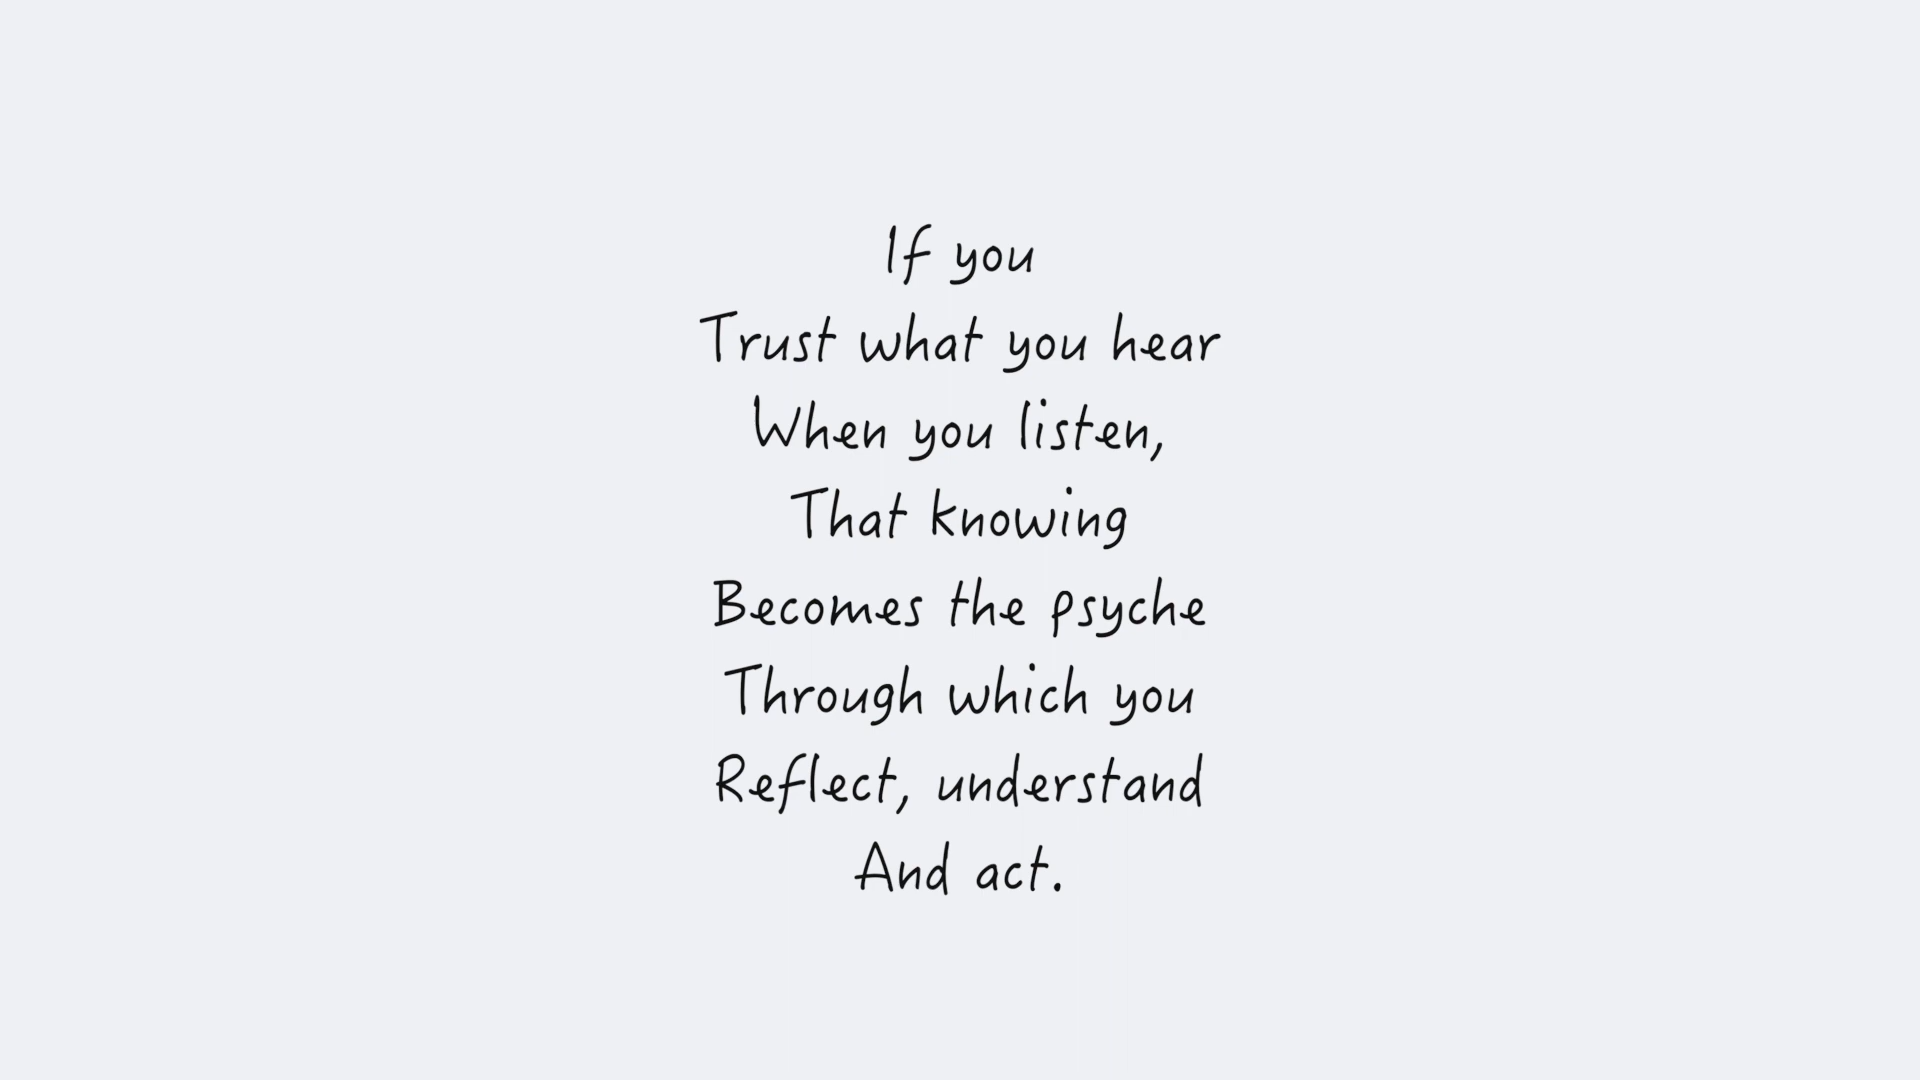 If you
Trust what you hear
When you listen,
That knowing
Becomes the psyche
Through which you
Reflect, understand
And act.